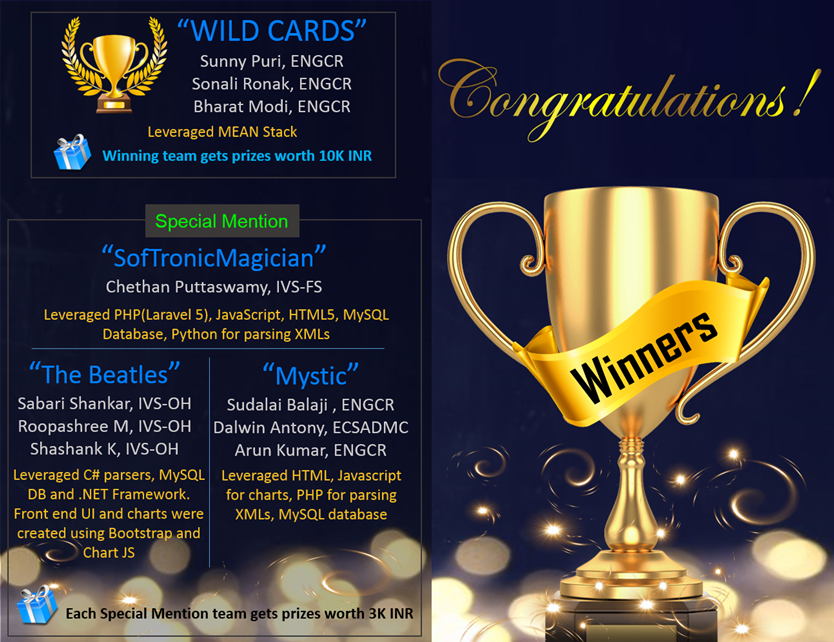 “WILD CARDS”
Sunny Puri, ENGCR
Sonali Ronak, ENGCR
Bharat Modi, ENGCR
Leveraged MEAN Stack
Winning team gets prizes worth 10K INR
Special Mention
“SofTronicMagician”
Chethan Puttaswamy, IVS-FS
Leveraged PHP(Laravel 5), JavaScript, HTML5, MySQL
Database, Python for parsing XMLs
“The Beatles”
Sabari Shankar, IVS-OH
Roopashree M, IVS-OH
Shashank K, IVS-OH
Leveraged C# parsers, MySQL
DB and .NET Framework.
Front end UI and charts were
created using Bootstrap and
Chart JS
“Mystic”
Sudalai Balaji , ENGCR
Dalwin Antony, ECSADMC
Arun Kumar, ENGCR
Leveraged HTML, Javascript
for charts, PHP for parsing
XMLs, MySQL database
Each Special Mention team gets prizes worth 3K INR
Congratulations!
Winners